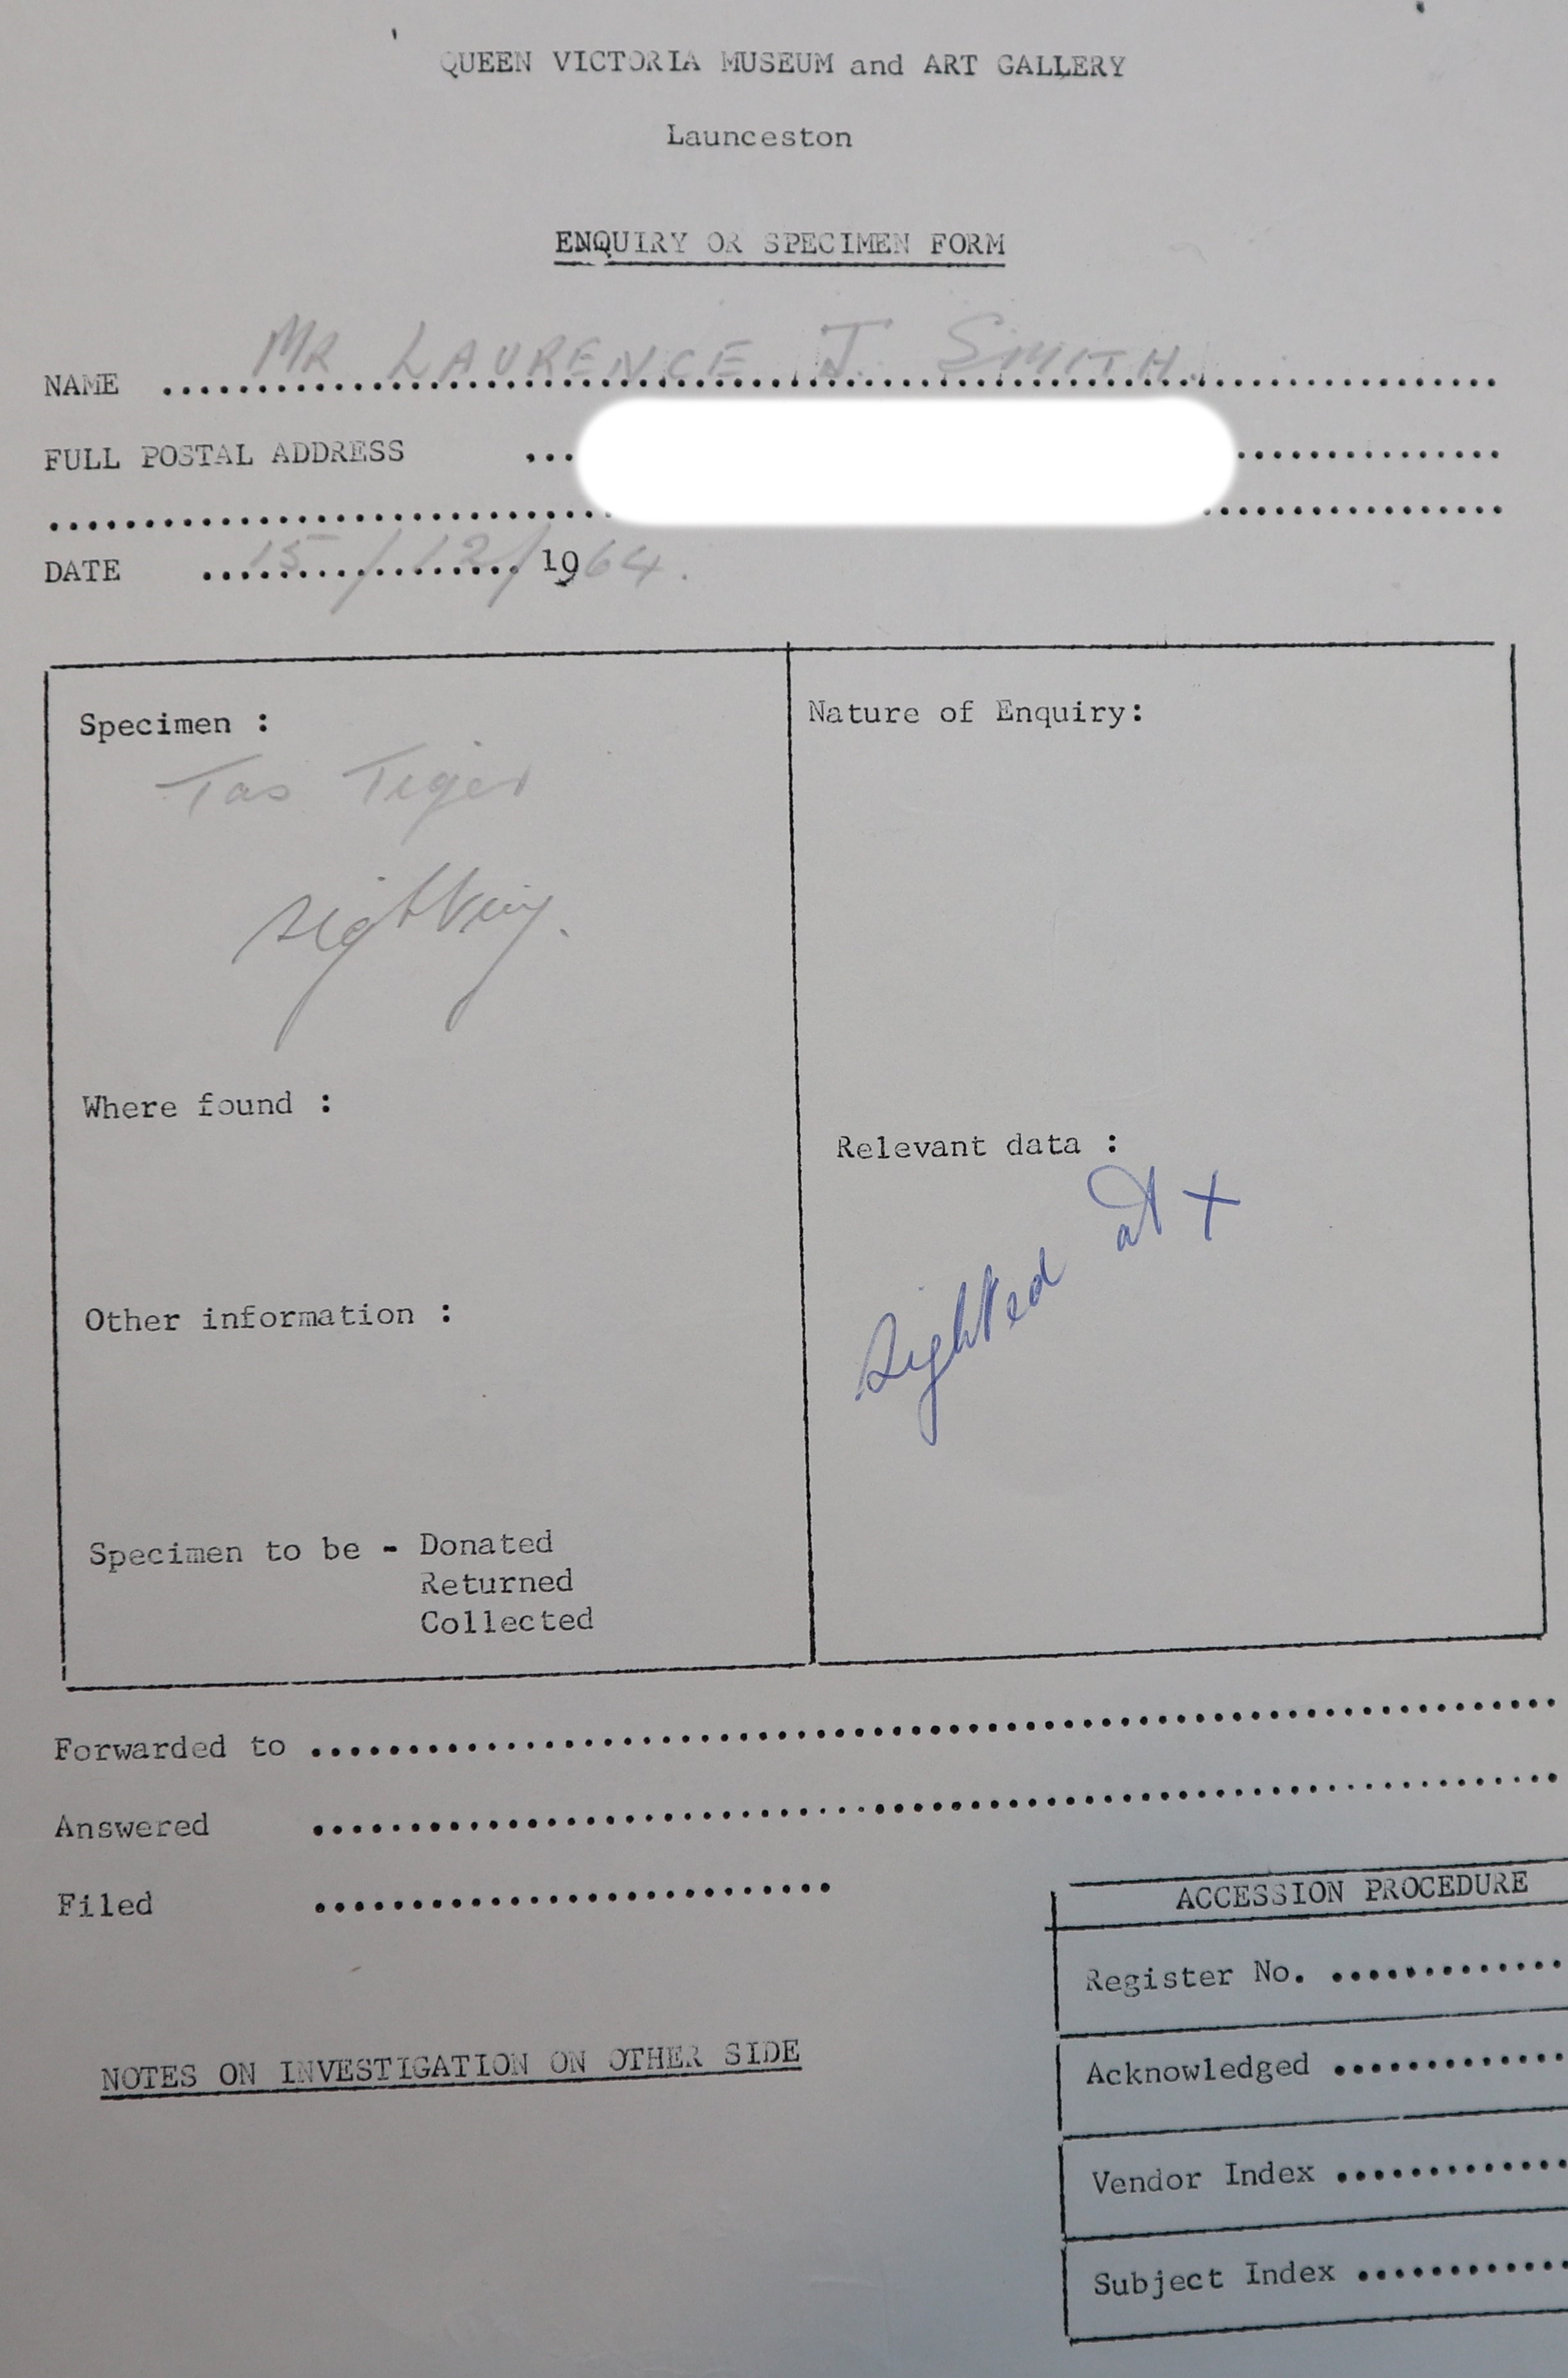 QUEEN VICTORIA MUSEUM and ART GALLERY
Launceston
ENQUIRY OR SPECIMEN FORM
NAME MR LAURENCE J. SMITH.
FULL POSTAL ADDRESS
DATE 15/12/1964.
Specimen :
Tas Tiger
sighting.
Where found :
Other information :
Specimen to be - Donated
Returned
Collected
Nature of Enquiry:
Relevant data :
Sighted at X
Forwarded to
Answered
Filed
NOTES ON INVESTIGATION ON OTHER SIDE
ACCESSION PROCEDURE
Register No.
Acknowledged
Vendor Index
Subject Index